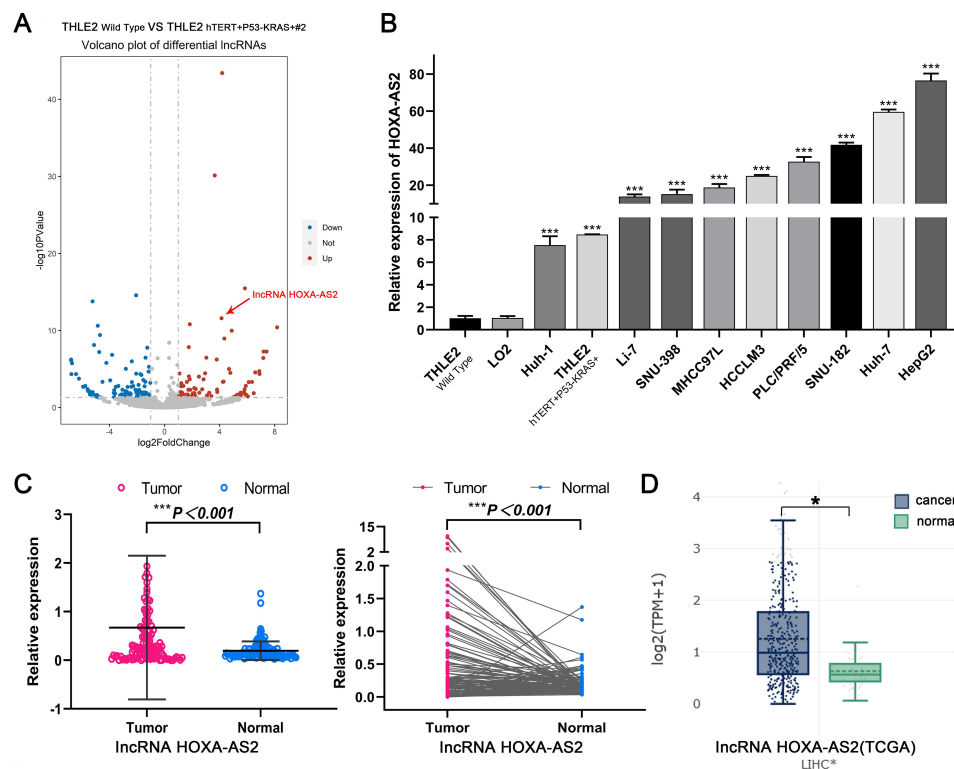 A
THLE2 Wild Type VS THLE2 hTERT+P53-KRAS+#2
Volcano plot of differential lncRNAs
-log10PValue
40
30
20
10
0
-4
0
4
8
log2FoldChange
lncRNA HOXA-AS2
Down
Not
Up
B
Relative expression of HOXA-AS2
80
60
40
20
10
8
6
4
2
0
***
***
***
***
***
***
***
***
***
***
THLE2
Wild Type
LO2
Huh-1
THLE2
hTERT+P53-KRAS+
Li-7
SNU-398
MHCC97L
HCCLM3
PLC/PRF/5
SNU-182
Huh-7
HepG2
C
Tumor Normal
***P<0.001
Relative expression
3
2
1
0
-1
Tumor Normal
lncRNA HOXA-AS2
Tumor Normal
***P<0.001
Relative expression
15
2
2.0
1.5
1.0
0.5
0.0
Tumor Normal
lncRNA HOXA-AS2
D
cancer
normal
*
log2(TPM+1)
4
3
2
1
0
lncRNA HOXA-AS2(TCGA)
LIHC*